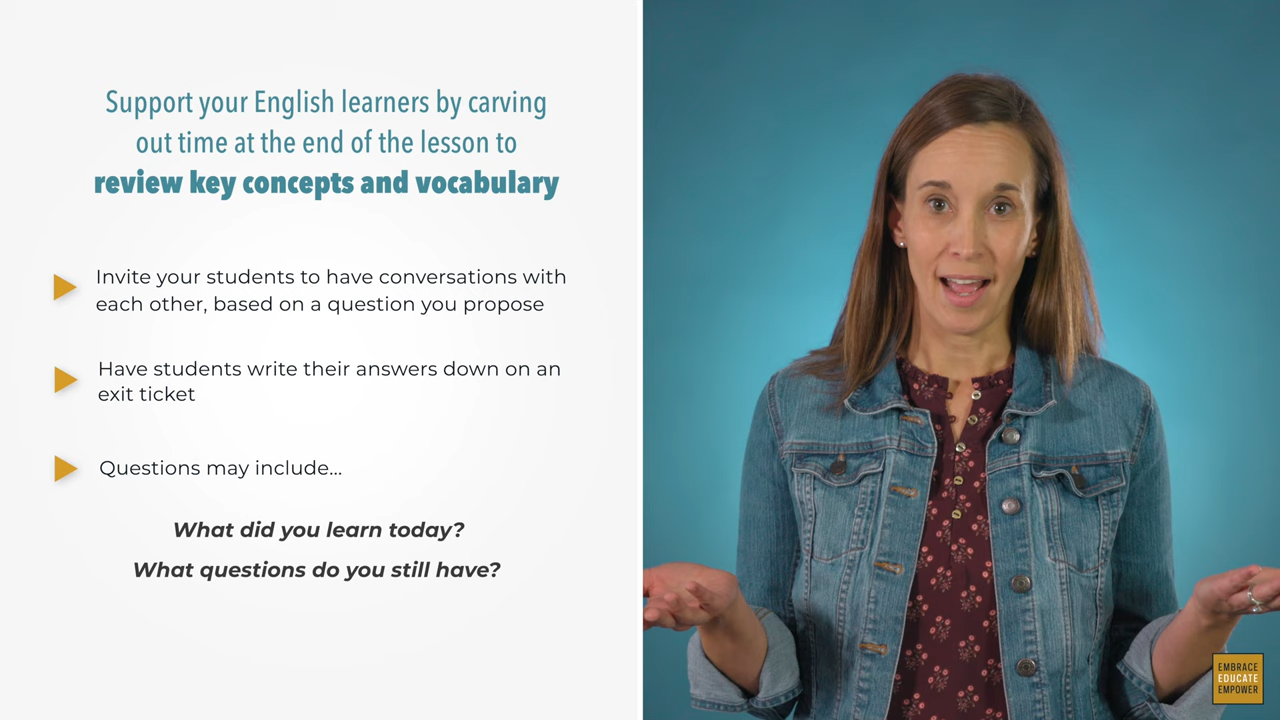 Support your English learners by carving
out time at the end of the lesson to
review key concepts and vocabulary
Invite your students to have conversations with
each other, based on a question you propose
Have students write their answers down on an
exit ticket
Questions may include...
What did you learn today?
What questions do you still have?
EMBRACE
EDUCATE
EMPOWER